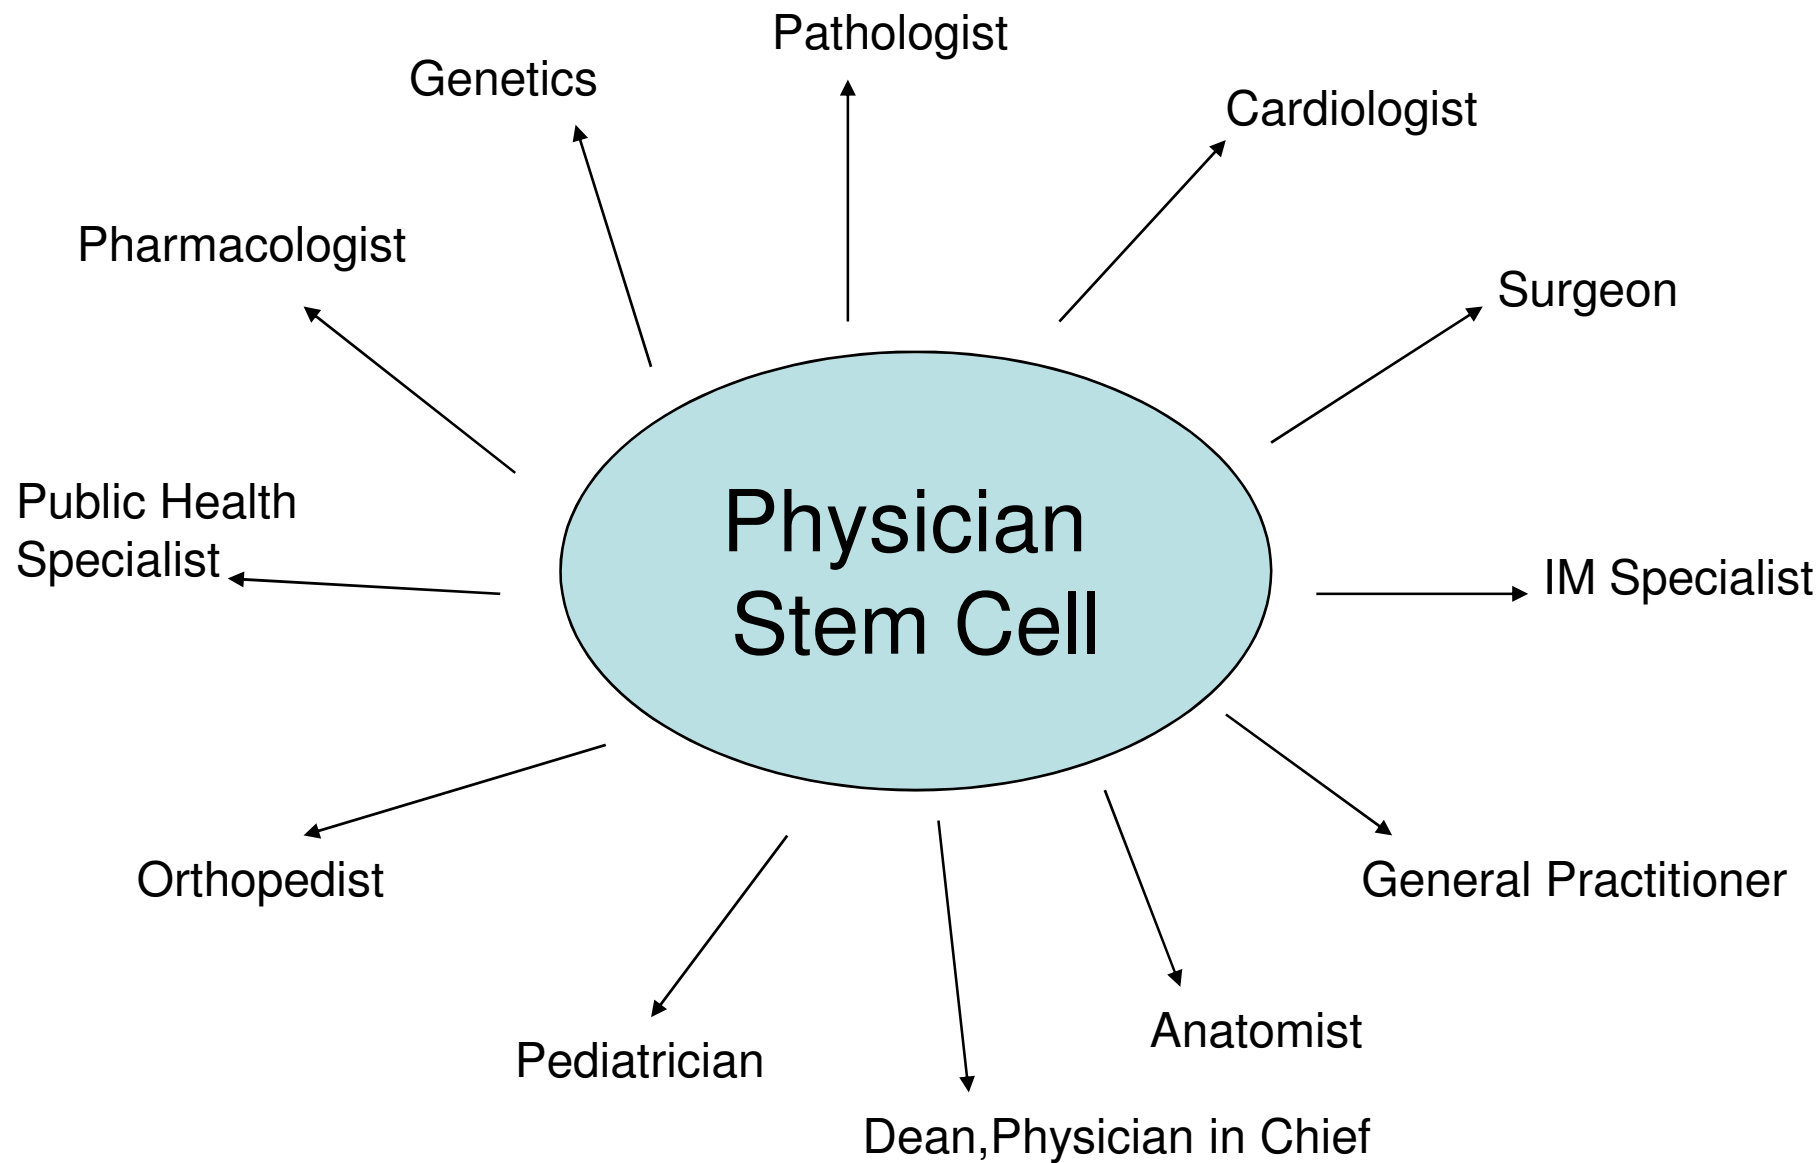 Pathologist
Genetics
Cardiologist
Pharmacologist
Surgeon
Public Health
Specialist
Physician
Stem Cell
IM Specialist
Orthopedist
General Practitioner
Pediatrician
Anatomist
Dean,Physician in Chief